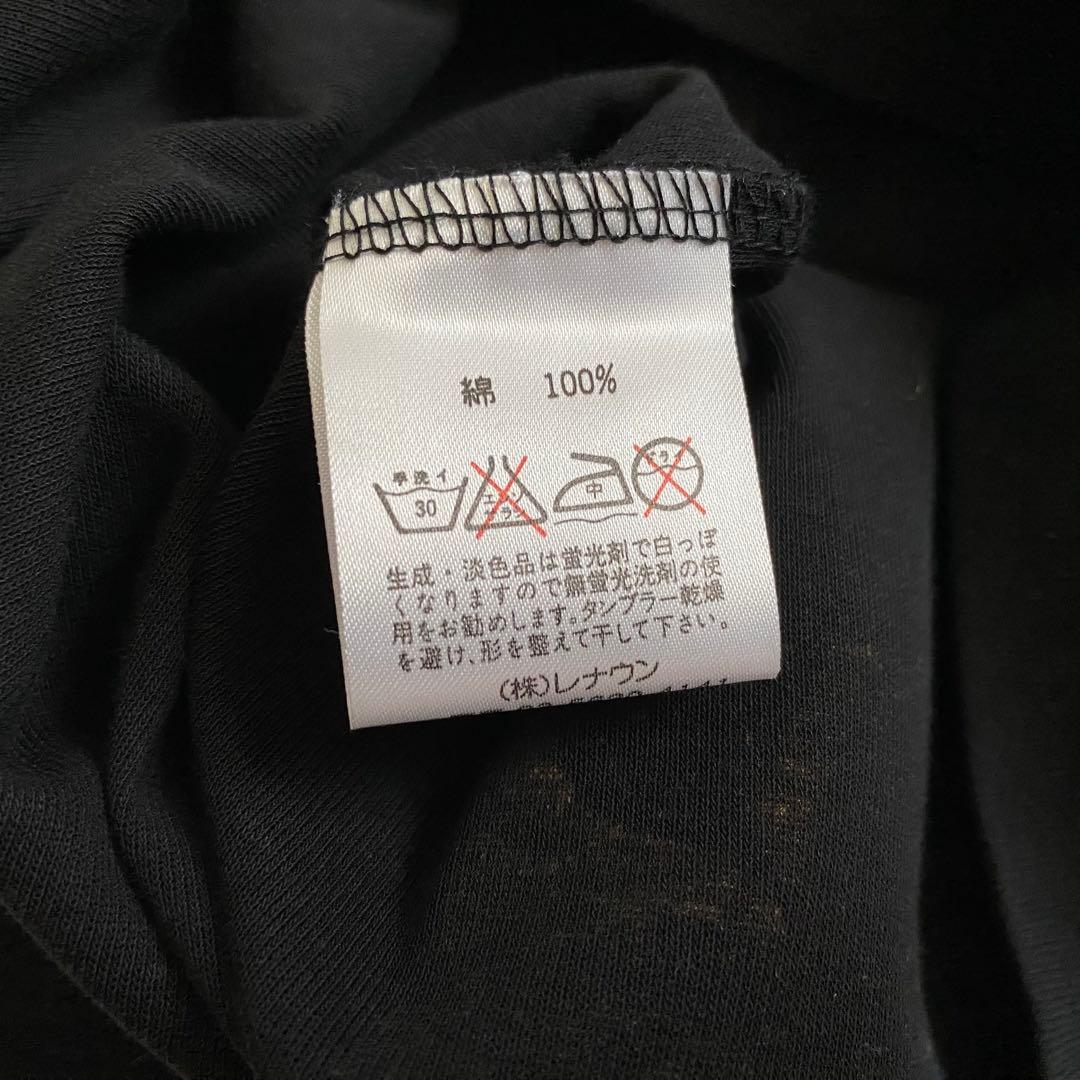 綿 100%
手洗イ
30
エンソ
サラシ
中
ドライ
生成・淡色品は蛍光剤で白っぽ
くなりますので無蛍光洗剤の使
用をお勧めします。タンブラー乾燥
を避け、形を整えて干して下さい。
(株)レナウン